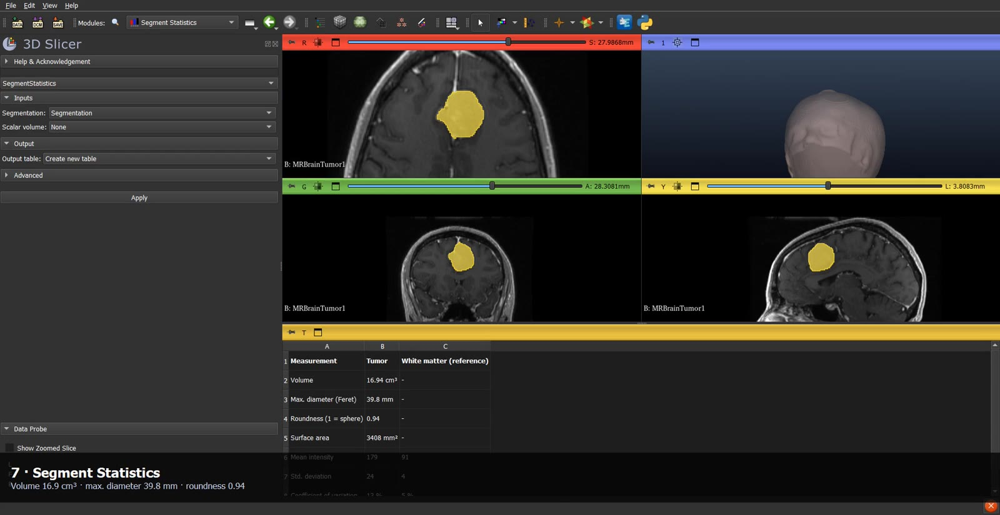 File Edit View Help
DATA DCM SAVE Modules: Segment Statistics
3D Slicer
Help & Acknowledgement
SegmentStatistics
Inputs
Segmentation: Segmentation
Scalar volume: None
Output
Output table: Create new table
Advanced
Apply
Data Probe
Show Zoomed Slice
R S: 27.9868mm
B: MRBrainTumor1
1
G A: 28.3081mm
B: MRBrainTumor1
Y L: 3.8083mm
B: MRBrainTumor1
T
A B C
1 Measurement Tumor White matter (reference)
2 Volume 16.94 cm³ -
3 Max. diameter (Feret) 39.8 mm -
4 Roundness (1 = sphere) 0.94 -
5 Surface area 3408 mm² -
6 Mean intensity 179 91
7 Std. deviation 24 4
8 Coefficient of variation 13 % 5 %
7 · Segment Statistics
Volume 16.9 cm³ · max. diameter 39.8 mm · roundness 0.94